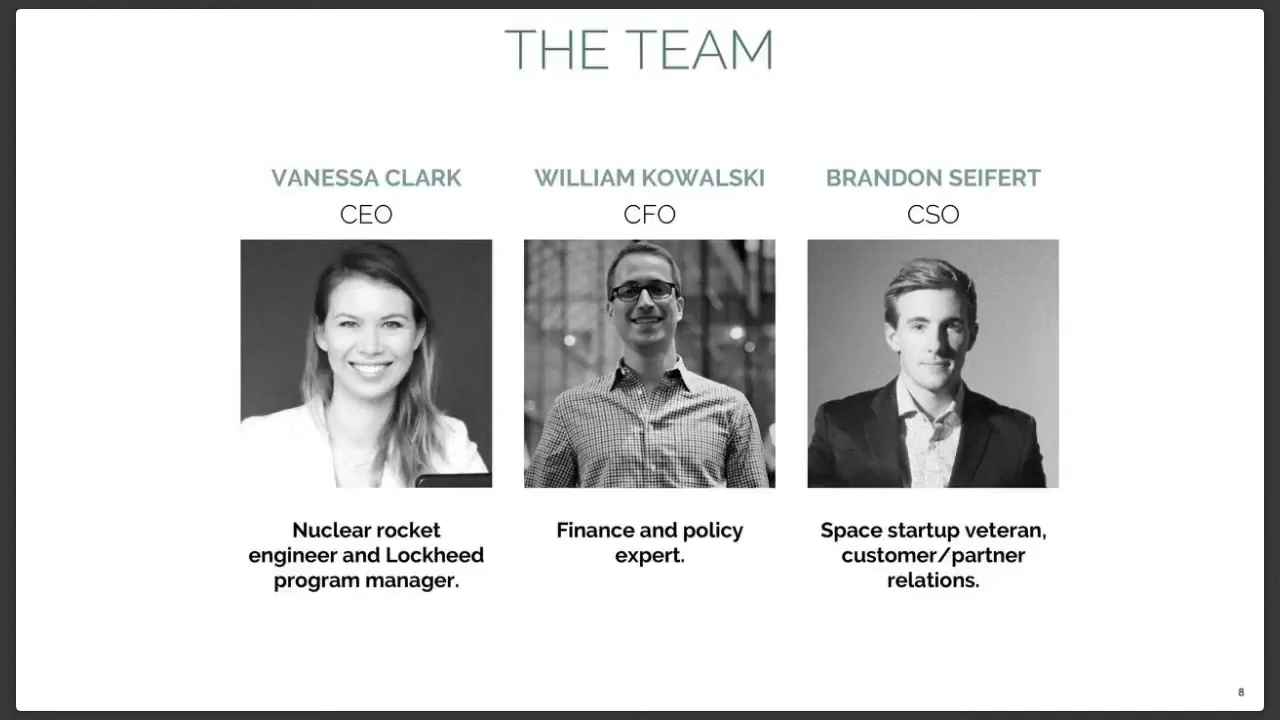 THE TEAM
VANESSA CLARK
CEO
Nuclear rocket
engineer and Lockheed
program manager.
WILLIAM KOWALSKI
CFO
Finance and policy
expert.
BRANDON SEIFERT
CSO
Space startup veteran,
customer/partner
relations.
8